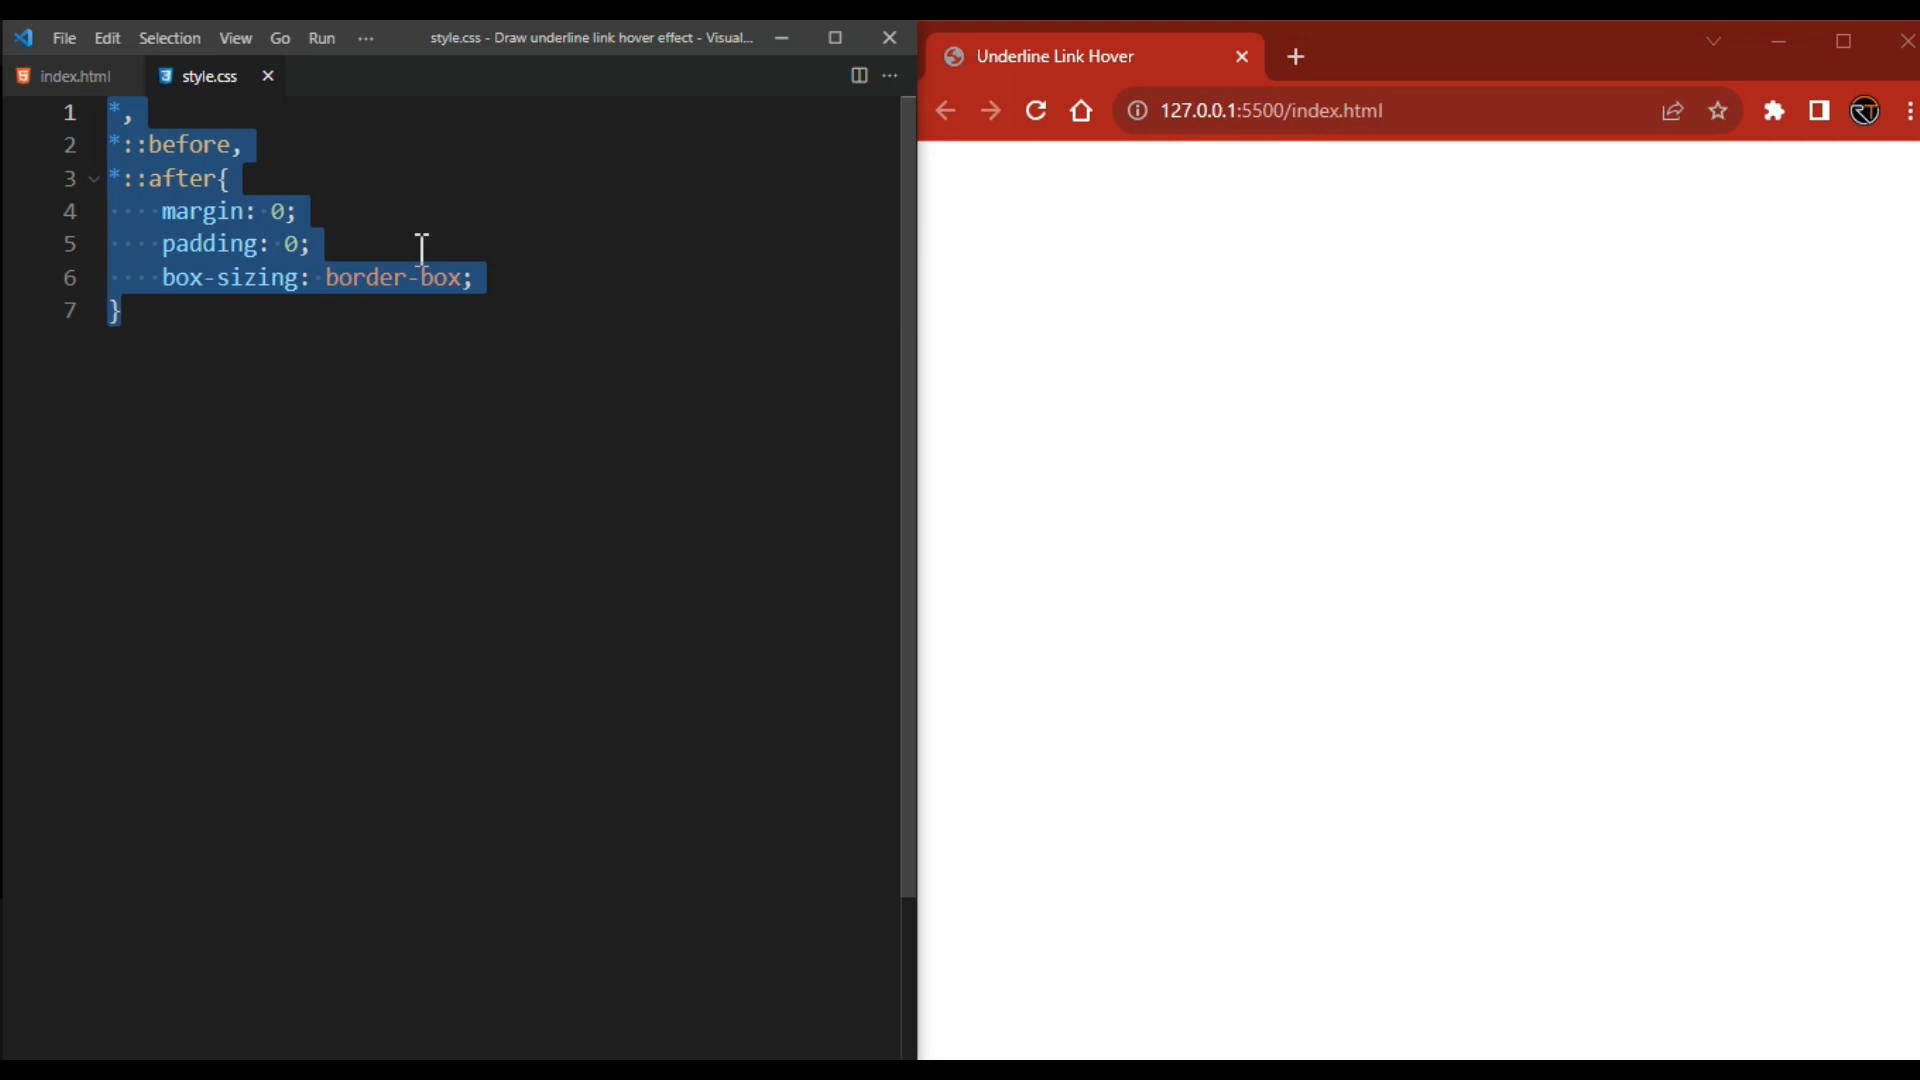 File Edit Selection View Go Run ··· style.css - Draw underline link hover effect - Visual...
index.html style.css
1 *,
2 *::before,
3 *::after{
4 margin: 0;
5 padding: 0;
6 box-sizing: border-box;
7 }
Underline Link Hover
127.0.0.1:5500/index.html
RT